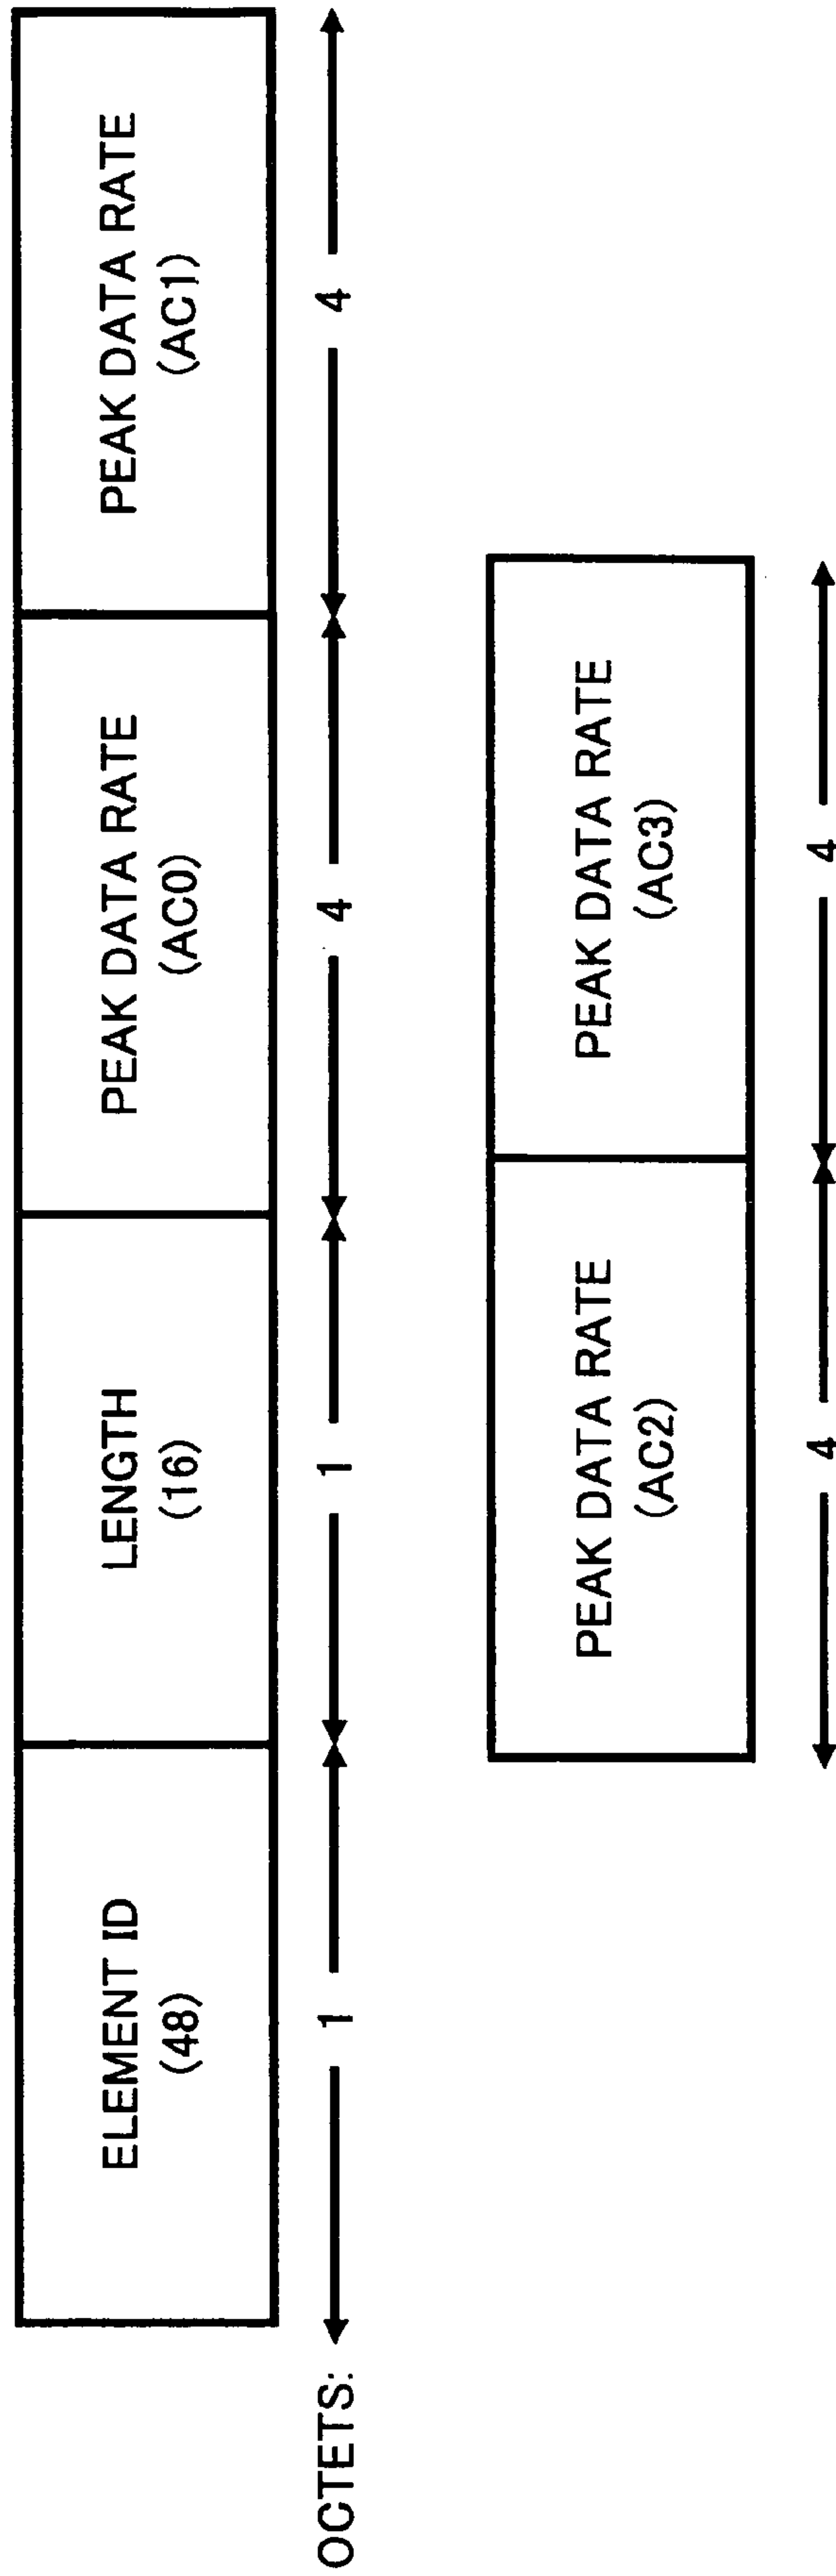 ELEMENT ID
(48)
LENGTH
(16)
PEAK DATA RATE
(AC0)
PEAK DATA RATE
(AC1)
OCTETS:
1
1
4
4
PEAK DATA RATE
(AC2)
PEAK DATA RATE
(AC3)
4
4